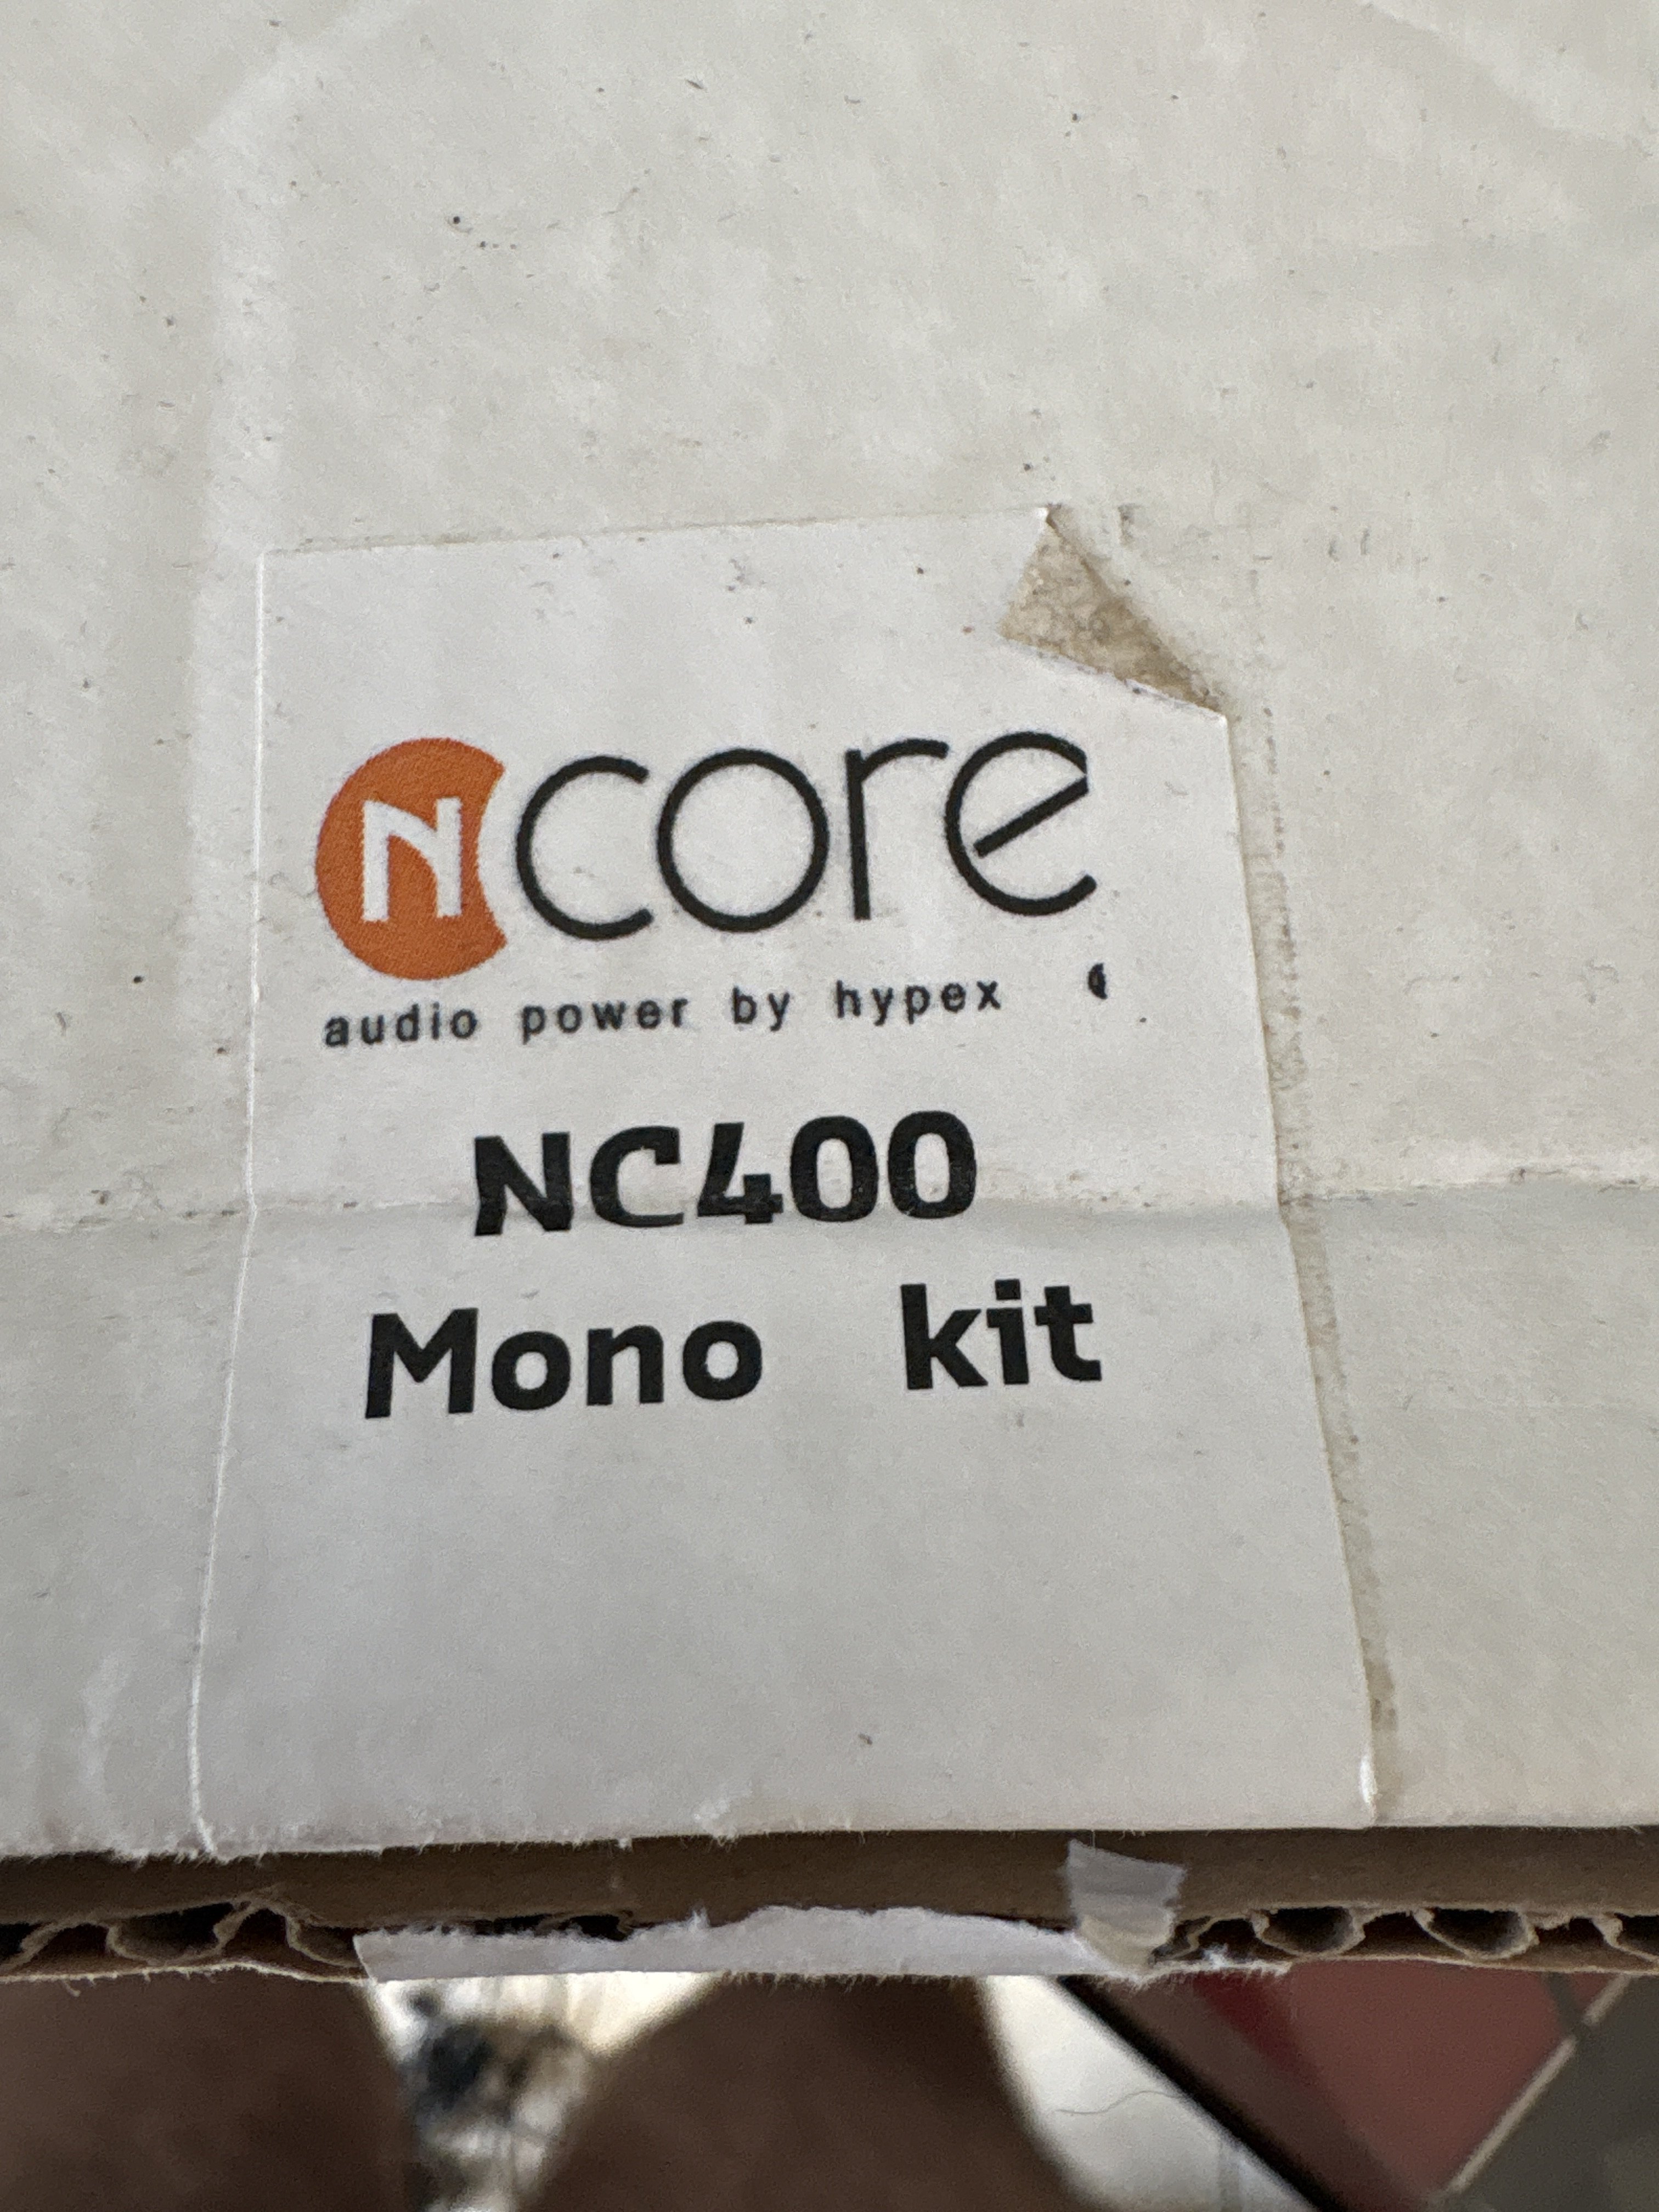 Ncore
audio power by hypex
NC400
Mono kit